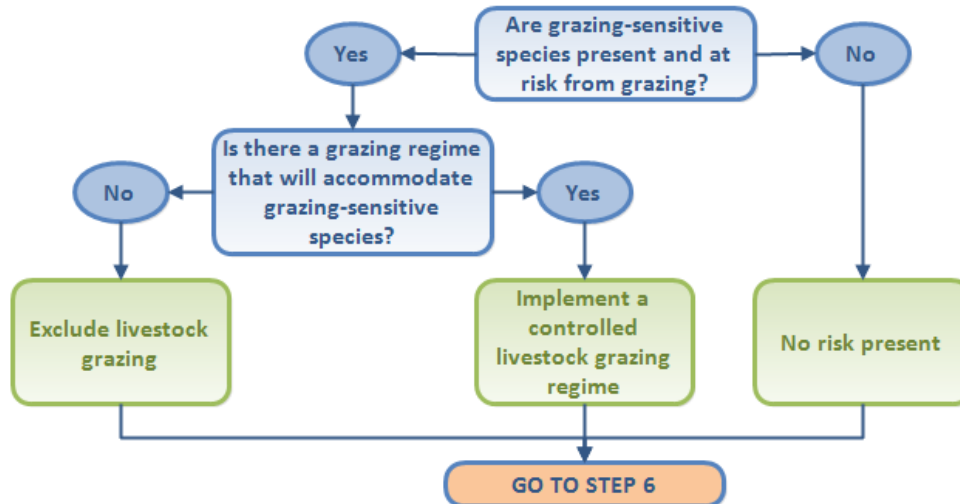 Are grazing-sensitive
species present and at
risk from grazing?
Yes
No
Is there a grazing regime
that will accommodate
grazing-sensitive
species?
No
Yes
Exclude livestock
grazing
Implement a
controlled
livestock grazing
regime
No risk present
GO TO STEP 6